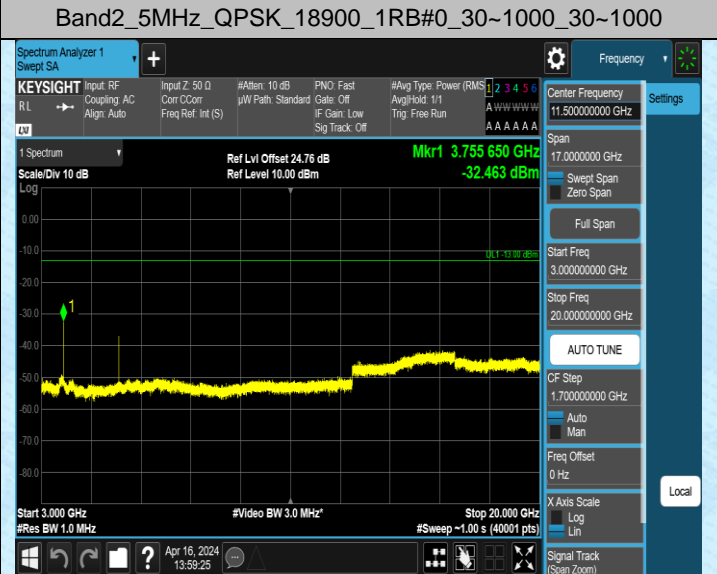 Band2_5MHz_QPSK_18900_1RB#0_30~1000_30~1000
Spectrum Analyzer 1
Swept SA
Frequency
KEYSIGHT
RL
LXI
Input: RF
Coupling: AC
Align: Auto
Input Z: 50 Ω
Corr CCorr
Freq Ref: Int (S)
#Atten: 10 dB
µW Path: Standard
PNO: Fast
Gate: Off
IF Gain: Low
Sig Track: Off
#Avg Type: Power (RMS
Avg|Hold: 1/1
Trig: Free Run
1 2 3 4 5 6
A W W W W W
A A A A A A
1 Spectrum
Scale/Div 10 dB
Log
Ref Lvl Offset 24.76 dB
Ref Level 10.00 dBm
Mkr1 3.755 650 GHz
-32.463 dBm
0.00
-10.0
DL1 -13.00 dBm
-20.0
-30.0
1
-40.0
-50.0
-60.0
-70.0
-80.0
Start 3.000 GHz
#Res BW 1.0 MHz
#Video BW 3.0 MHz*
Stop 20.000 GHz
#Sweep ~1.00 s (40001 pts)
Center Frequency
11.500000000 GHz
Settings
Span
17.0000000 GHz
Swept Span
Zero Span
Full Span
Start Freq
3.000000000 GHz
Stop Freq
20.000000000 GHz
AUTO TUNE
CF Step
1.700000000 GHz
Auto
Man
Freq Offset
0 Hz
X Axis Scale
Log
Lin
Local
Signal Track
(Span Zoom)
?
Apr 16, 2024
13:59:25